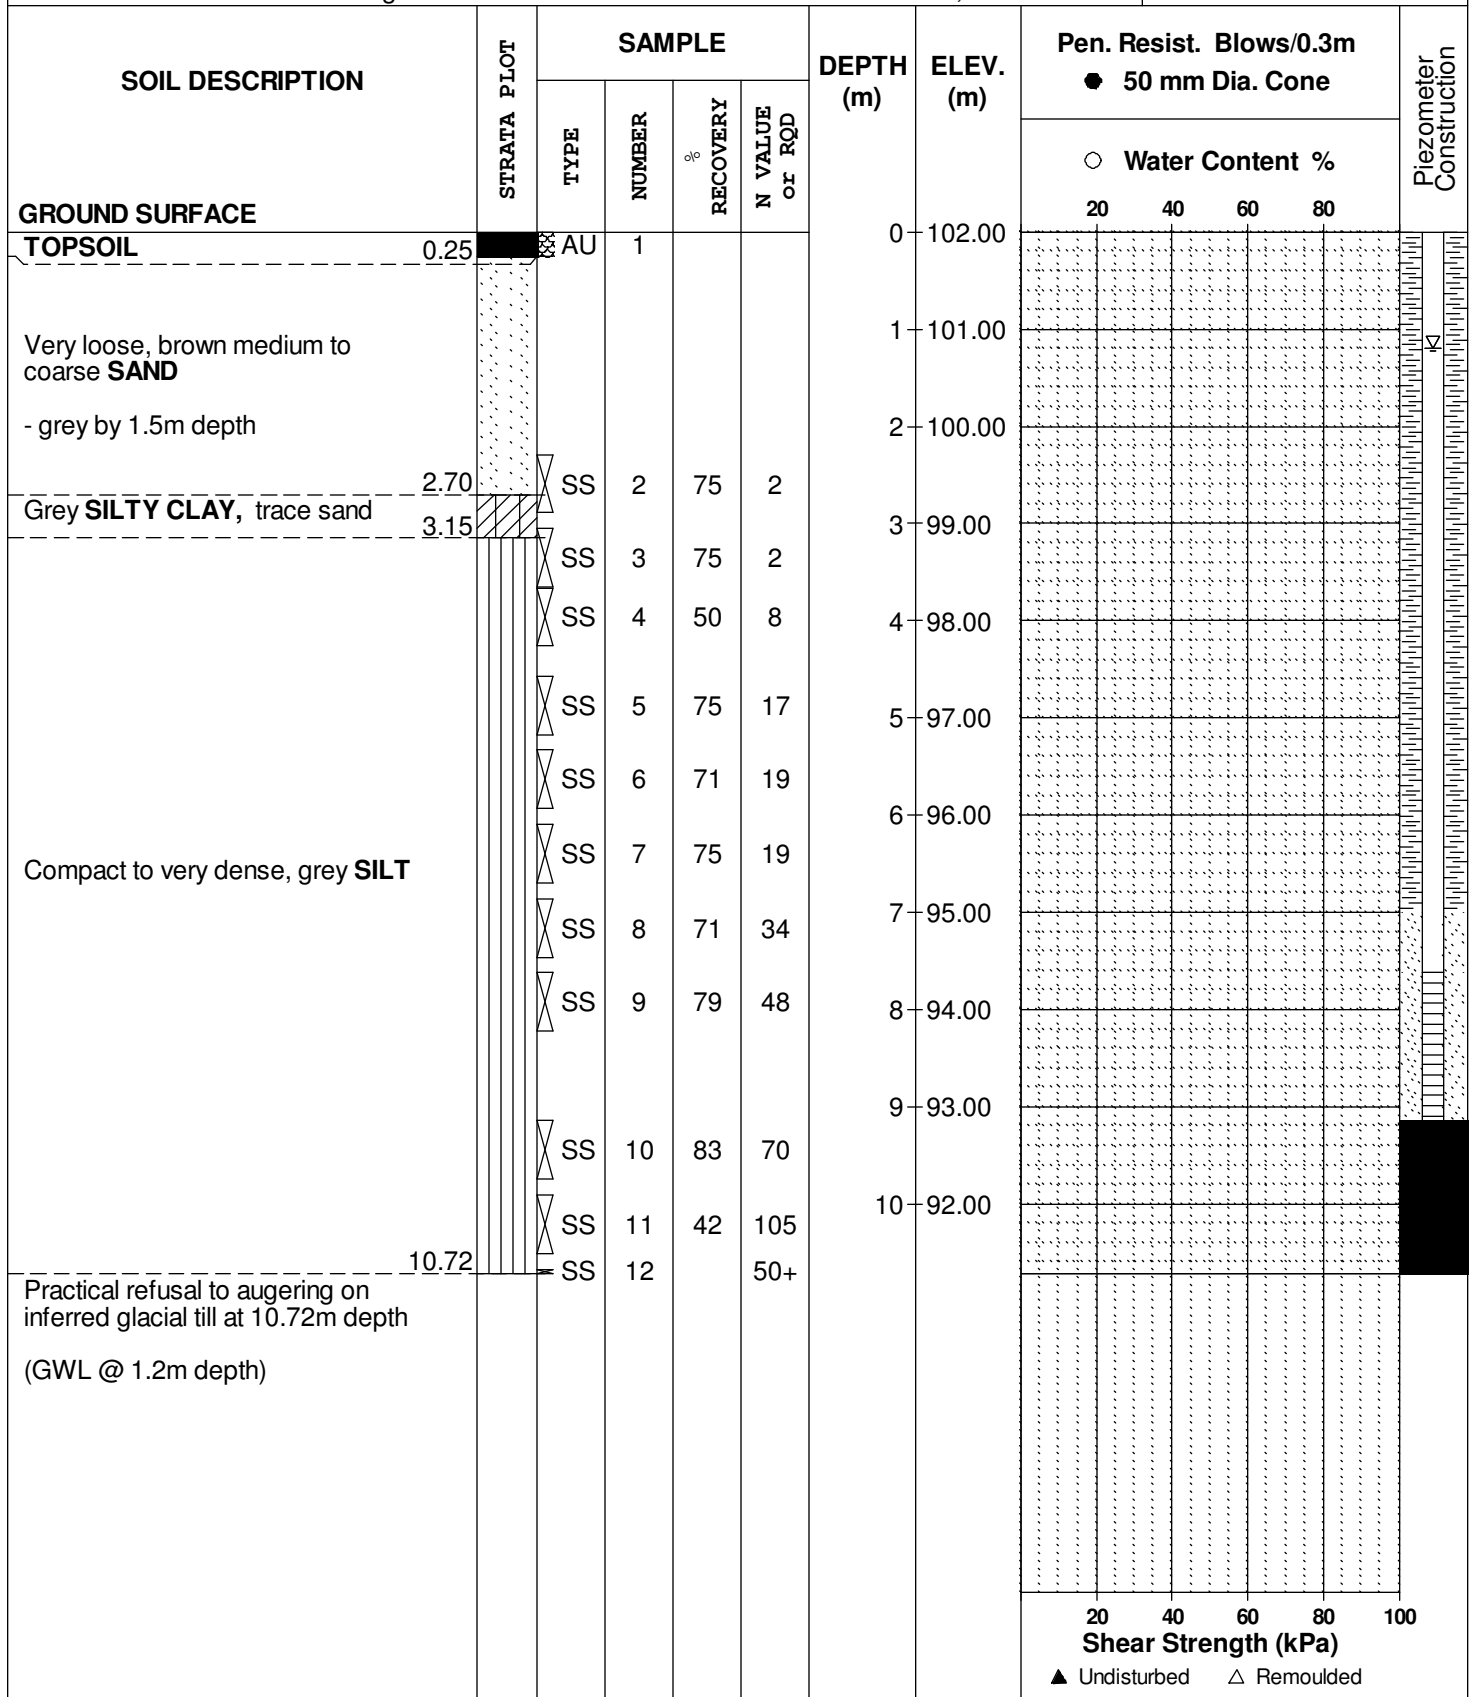 SOIL DESCRIPTION
STRATA PLOT
SAMPLE
TYPE
NUMBER
% RECOVERY
N VALUE or RQD
DEPTH (m)
ELEV. (m)
Pen. Resist. Blows/0.3m
● 50 mm Dia. Cone
○ Water Content %
20 40 60 80
Piezometer Construction
GROUND SURFACE
0 102.00
TOPSOIL 0.25 AU 1
1 101.00
Very loose, brown medium to
coarse SAND
- grey by 1.5m depth
2 100.00
2.70 SS 2 75 2
Grey SILTY CLAY, trace sand
3.15
3 99.00
SS 3 75 2
SS 4 50 8
4 98.00
SS 5 75 17
5 97.00
SS 6 71 19
6 96.00
SS 7 75 19
Compact to very dense, grey SILT
7 95.00
SS 8 71 34
SS 9 79 48
8 94.00
9 93.00
SS 10 83 70
10 92.00
SS 11 42 105
10.72 SS 12 50+
Practical refusal to augering on
inferred glacial till at 10.72m depth
(GWL @ 1.2m depth)
20 40 60 80 100
Shear Strength (kPa)
▲ Undisturbed △ Remoulded